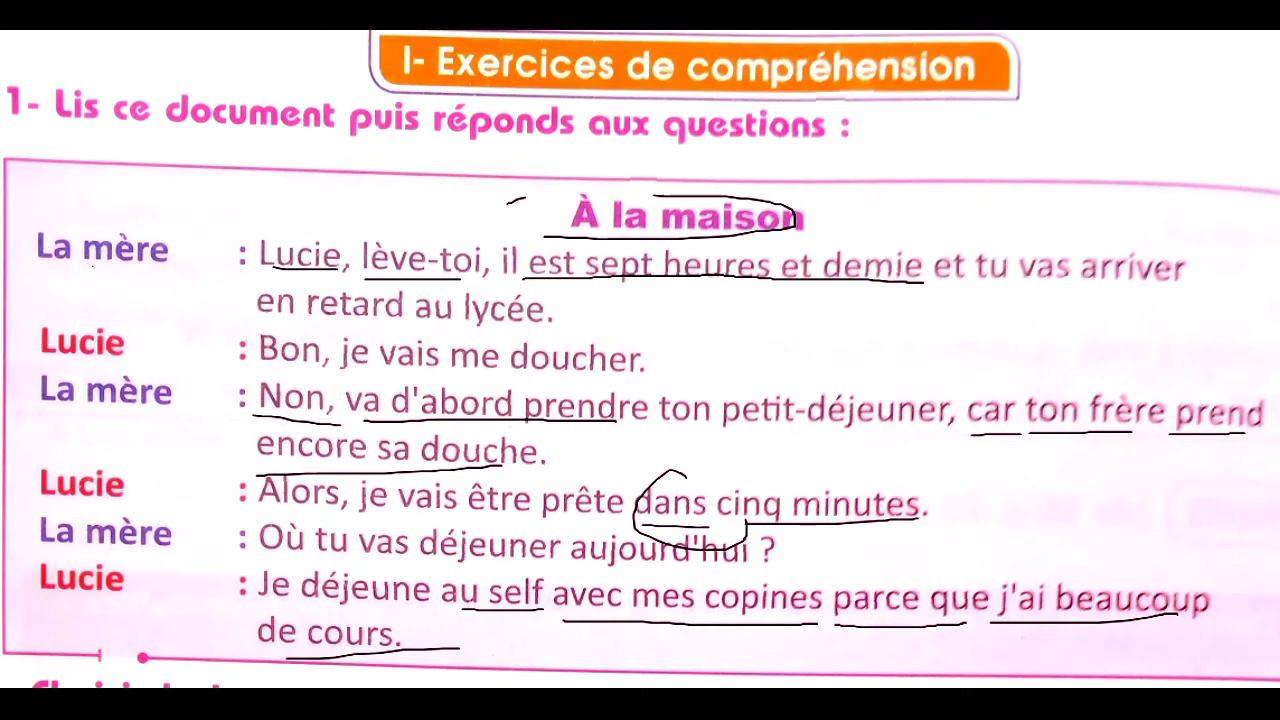 I- Exercices de compréhension
1- Lis ce document puis réponds aux questions :
À la maison
La mère : Lucie, lève-toi, il est sept heures et demie et tu vas arriver
en retard au lycée.
Lucie : Bon, je vais me doucher.
La mère : Non, va d'abord prendre ton petit-déjeuner, car ton frère prend
encore sa douche.
Lucie : Alors, je vais être prête dans cinq minutes.
La mère : Où tu vas déjeuner aujourd'hui ?
Lucie : Je déjeune au self avec mes copines parce que j'ai beaucoup
de cours.